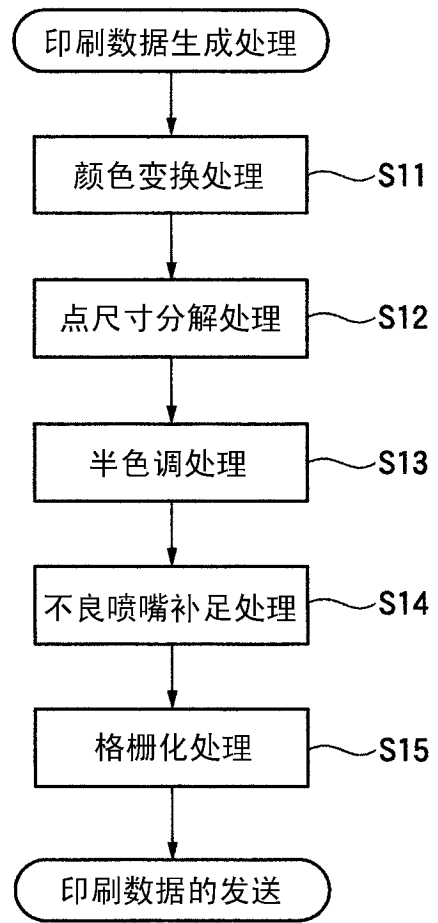 印刷数据生成处理
颜色变换处理 S11
点尺寸分解处理 S12
半色调处理 S13
不良喷嘴补足处理 S14
格栅化处理 S15
印刷数据的发送